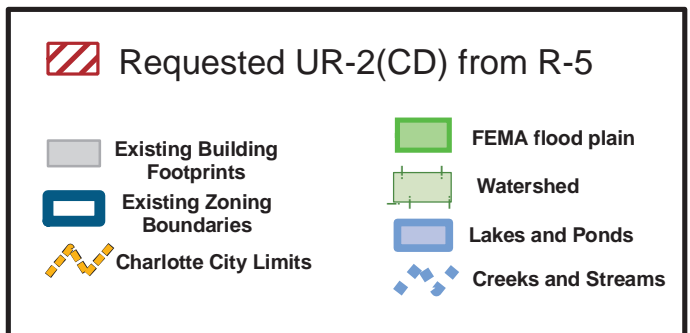 Requested UR-2(CD) from R-5
Existing Building
Footprints
Existing Zoning
Boundaries
Charlotte City Limits
FEMA flood plain
Watershed
Lakes and Ponds
Creeks and Streams